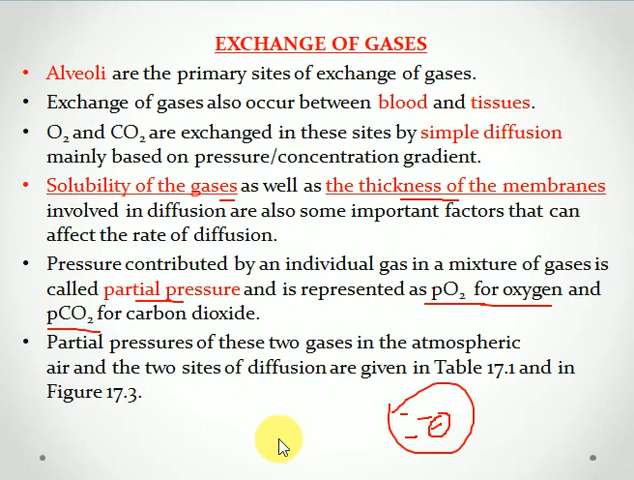 EXCHANGE OF GASES
• Alveoli are the primary sites of exchange of gases.
• Exchange of gases also occur between blood and tissues.
• O₂ and CO₂ are exchanged in these sites by simple diffusion
mainly based on pressure/concentration gradient.
• Solubility of the gases as well as the thickness of the membranes
involved in diffusion are also some important factors that can
affect the rate of diffusion.
• Pressure contributed by an individual gas in a mixture of gases is
called partial pressure and is represented as pO₂ for oxygen and
pCO₂ for carbon dioxide.
• Partial pressures of these two gases in the atmospheric
air and the two sites of diffusion are given in Table 17.1 and in
Figure 17.3.